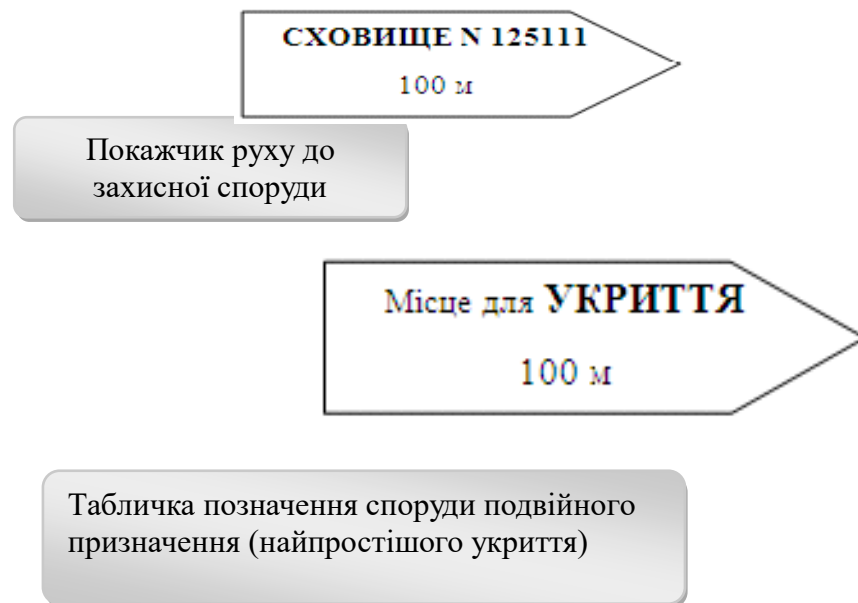 СХОВИЩЕ N 125111
100 м
Покажчик руху до
захисної споруди
Місце для УКРИТТЯ
100 м
Табличка позначення споруди подвійного
призначення (найпростішого укриття)